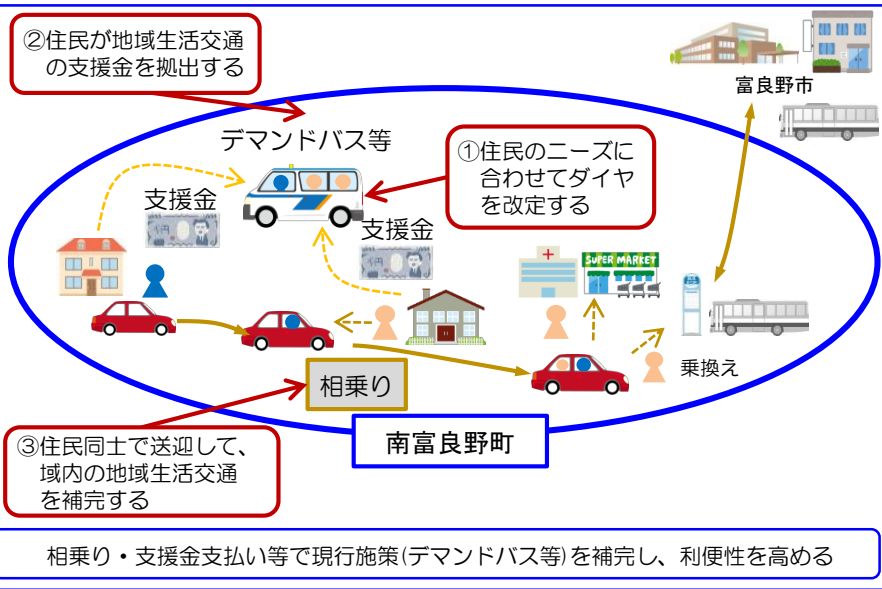 ②住民が地域生活交通
の支援金を拠出する
富良野市
デマンドバス等
①住民のニーズに
合わせてダイヤ
を改定する
支援金
支援金
SUPER MARKET
乗換え
相乗り
南富良野町
③住民同士で送迎して、
域内の地域生活交通
を補完する
相乗り・支援金支払い等で現行施策(デマンドバス等)を補完し、利便性を高める